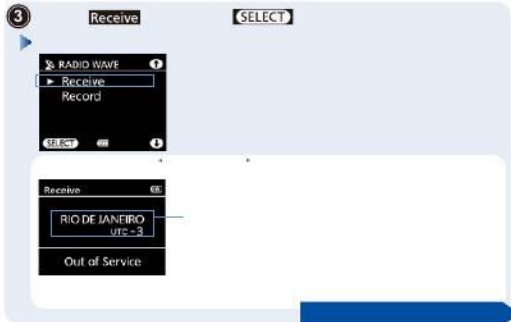 3 Receive SELECT
RADIO WAVE
Receive
Record
SELECT
Receive
RIO DE JANEIRO
UTC -3
Out of Service